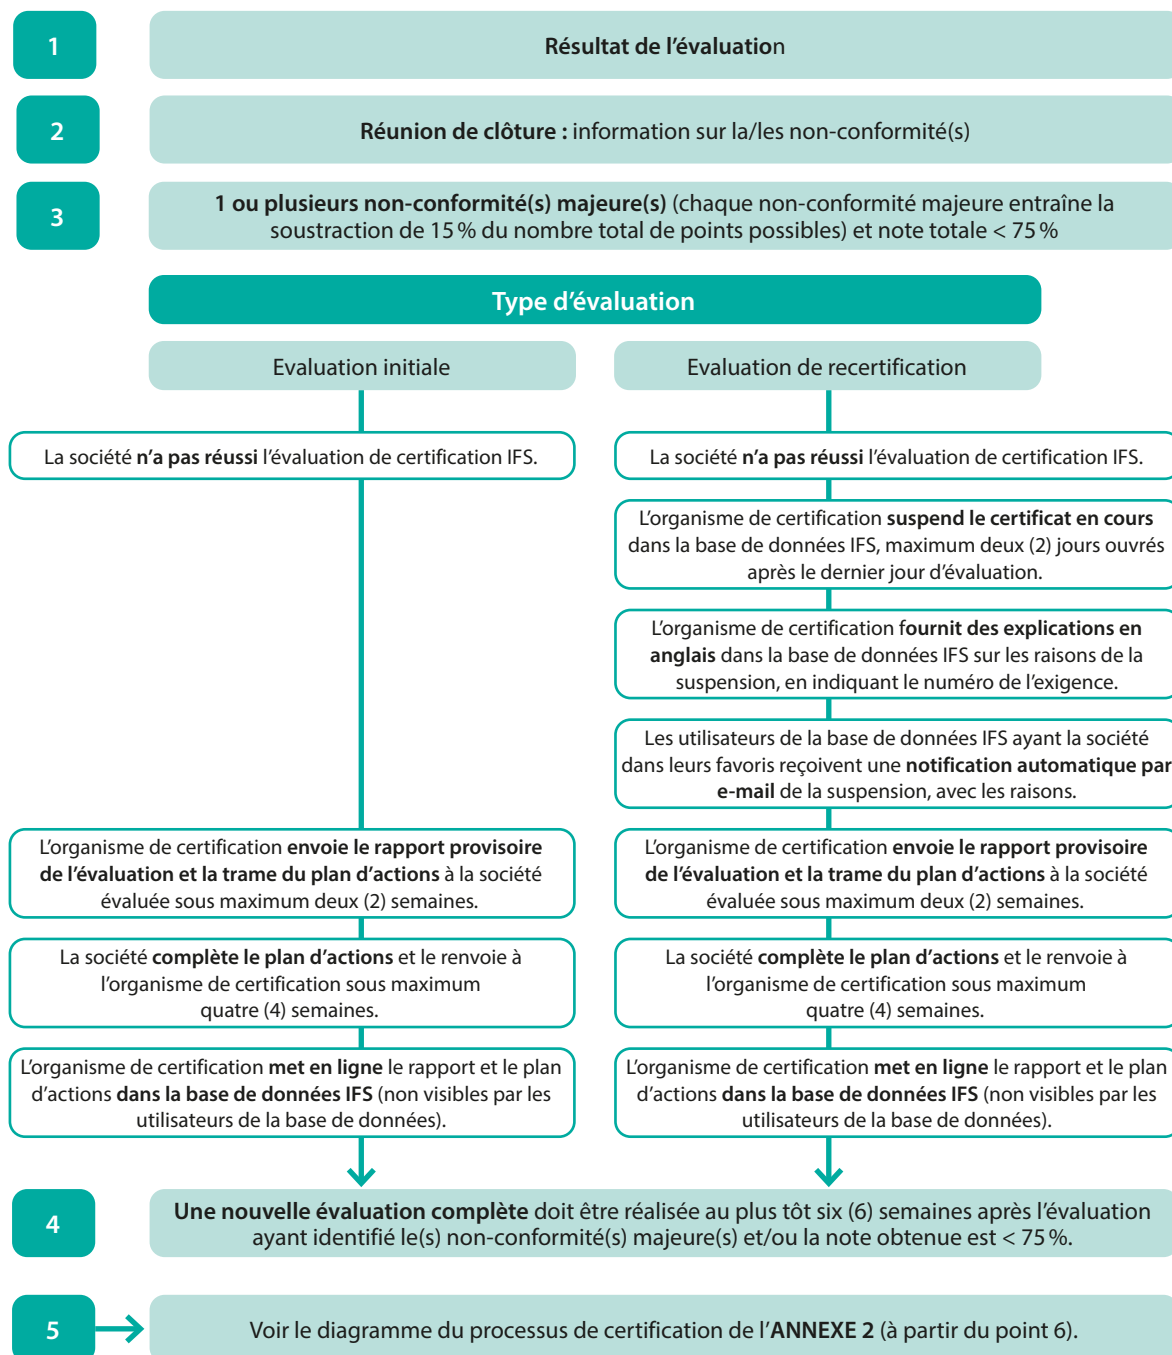 1
Résultat de l'évaluation
2
Réunion de clôture : information sur la/les non-conformité(s)
3
1 ou plusieurs non-conformité(s) majeure(s) (chaque non-conformité majeure entraîne la
soustraction de 15 % du nombre total de points possibles) et note totale < 75 %
Type d'évaluation
Evaluation initiale
La société n'a pas réussi l'évaluation de certification IFS.
L'organisme de certification envoie le rapport provisoire
de l'évaluation et la trame du plan d'actions à la société
évaluée sous maximum deux (2) semaines.
La société complète le plan d'actions et le renvoie à
l'organisme de certification sous maximum
quatre (4) semaines.
L'organisme de certification met en ligne le rapport et le plan
d'actions dans la base de données IFS (non visibles par les
utilisateurs de la base de données).
Evaluation de recertification
La société n'a pas réussi l'évaluation de certification IFS.
L'organisme de certification suspend le certificat en cours
dans la base de données IFS, maximum deux (2) jours ouvrés
après le dernier jour d'évaluation.
L'organisme de certification fournit des explications en
anglais dans la base de données IFS sur les raisons de la
suspension, en indiquant le numéro de l'exigence.
Les utilisateurs de la base de données IFS ayant la société
dans leurs favoris reçoivent une notification automatique par
e-mail de la suspension, avec les raisons.
L'organisme de certification envoie le rapport provisoire
de l'évaluation et la trame du plan d'actions à la société
évaluée sous maximum deux (2) semaines.
La société complète le plan d'actions et le renvoie à
l'organisme de certification sous maximum
quatre (4) semaines.
L'organisme de certification met en ligne le rapport et le plan
d'actions dans la base de données IFS (non visibles par les
utilisateurs de la base de données).
4
Une nouvelle évaluation complète doit être réalisée au plus tôt six (6) semaines après l'évaluation
ayant identifié le(s) non-conformité(s) majeure(s) et/ou la note obtenue est < 75 %.
5
Voir le diagramme du processus de certification de l'ANNEXE 2 (à partir du point 6).